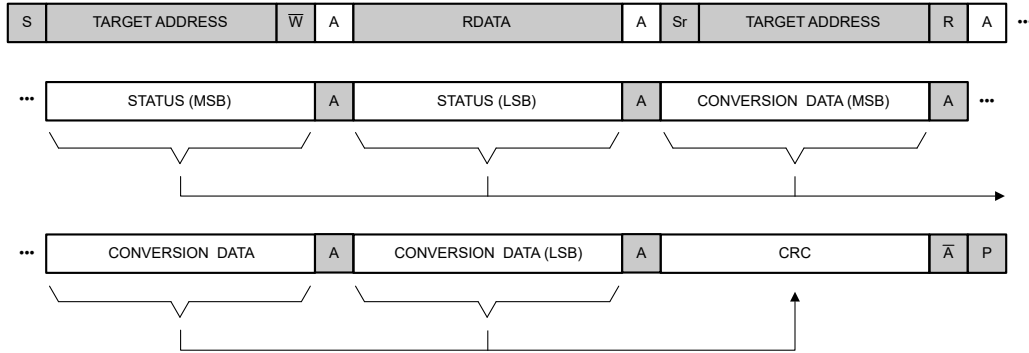 S TARGET ADDRESS W̅ A RDATA A Sr TARGET ADDRESS R A •••
••• STATUS (MSB) A STATUS (LSB) A CONVERSION DATA (MSB) A •••
••• CONVERSION DATA A CONVERSION DATA (LSB) A CRC A̅ P